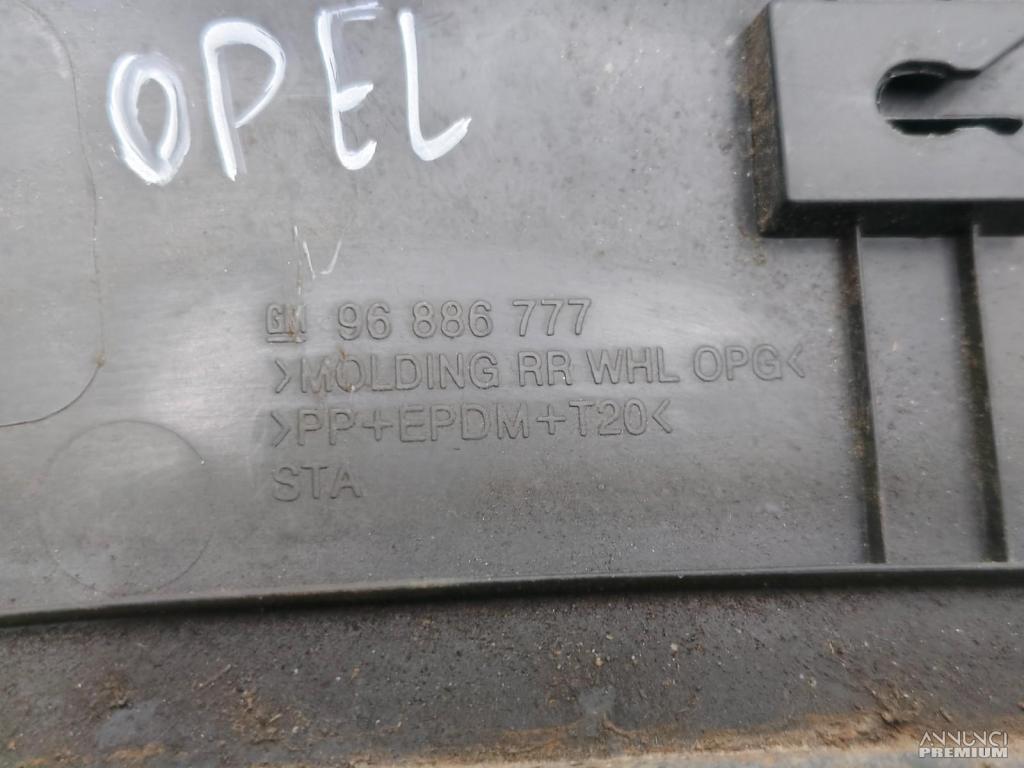 OPEL
GM 96 886 777
>MOLDING RR WHL OPG<
>PP+EPDM+T20<
STA
ANNUNCI
PREMIUM